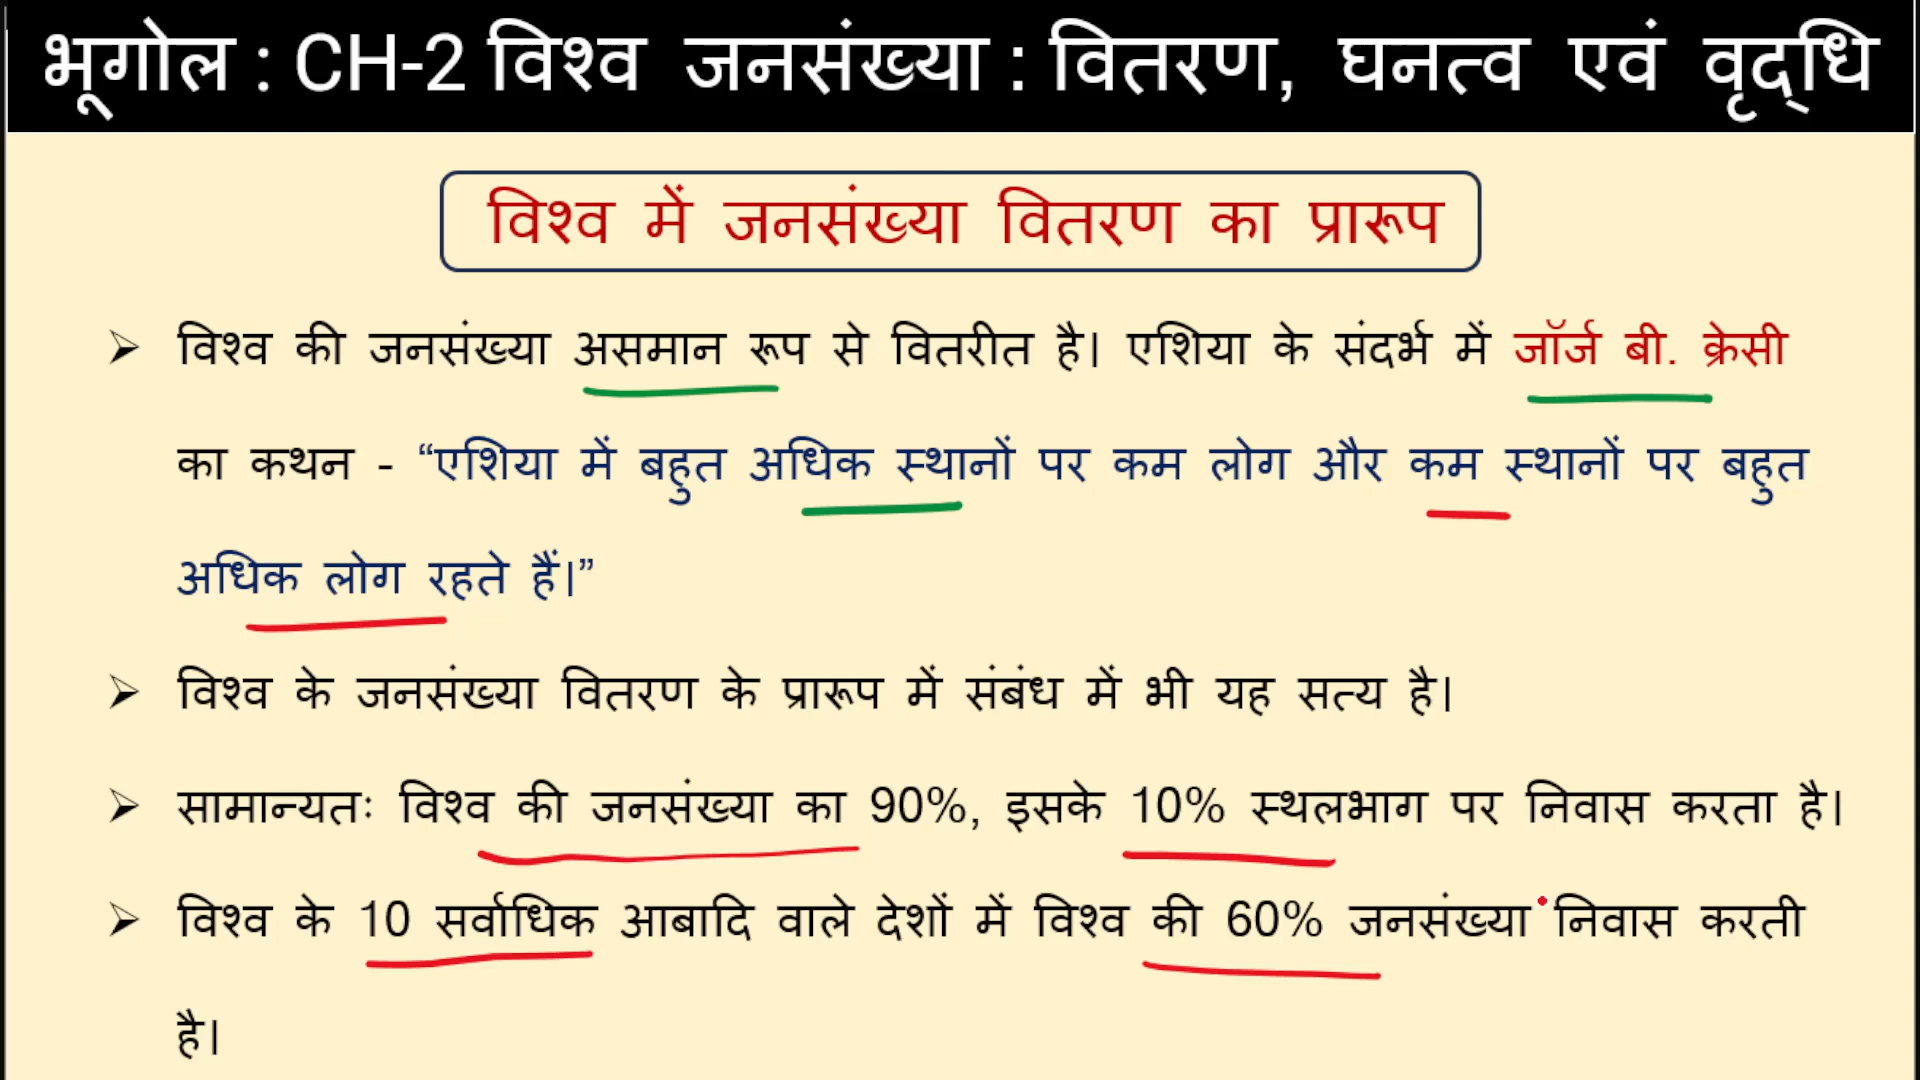 भूगोल : CH-2 विश्व जनसंख्या : वितरण, घनत्व एवं वृद्धि
विश्व में जनसंख्या वितरण का प्रारूप
➢ विश्व की जनसंख्या असमान रूप से वितरीत है। एशिया के संदर्भ में जॉर्ज बी. क्रेसी
का कथन - “एशिया में बहुत अधिक स्थानों पर कम लोग और कम स्थानों पर बहुत
अधिक लोग रहते हैं।”
➢ विश्व के जनसंख्या वितरण के प्रारूप में संबंध में भी यह सत्य है।
➢ सामान्यतः विश्व की जनसंख्या का 90%, इसके 10% स्थलभाग पर निवास करता है।
➢ विश्व के 10 सर्वाधिक आबादि वाले देशों में विश्व की 60% जनसंख्या निवास करती
है।